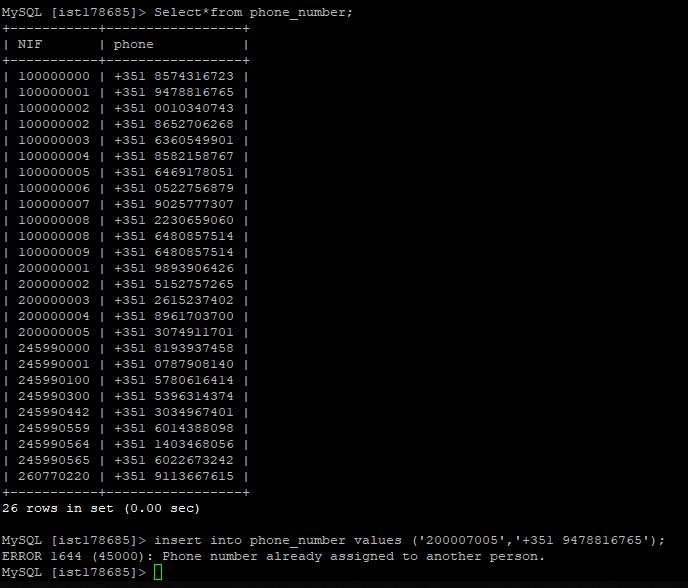 MySQL [ist178685]> Select*from phone_number;
+-----------+-----------------+
| NIF       | phone           |
+-----------+-----------------+
| 100000000 | +351 8574316723 |
| 100000001 | +351 9478816765 |
| 100000002 | +351 0010340743 |
| 100000002 | +351 8652706268 |
| 100000003 | +351 6360549901 |
| 100000004 | +351 8582158767 |
| 100000005 | +351 6469178051 |
| 100000006 | +351 0522756879 |
| 100000007 | +351 9025777307 |
| 100000008 | +351 2230659060 |
| 100000008 | +351 6480857514 |
| 100000009 | +351 6480857514 |
| 200000001 | +351 9893906426 |
| 200000002 | +351 5152757265 |
| 200000003 | +351 2615237402 |
| 200000004 | +351 8961703700 |
| 200000005 | +351 3074911701 |
| 245990000 | +351 8193937458 |
| 245990001 | +351 0787908140 |
| 245990100 | +351 5780616414 |
| 245990300 | +351 5396314374 |
| 245990442 | +351 3034967401 |
| 245990559 | +351 6014388098 |
| 245990564 | +351 1403468056 |
| 245990565 | +351 6022673242 |
| 260770220 | +351 9113667615 |
+-----------+-----------------+
26 rows in set (0.00 sec)
MySQL [ist178685]> insert into phone_number values ('200007005','+351 9478816765');
ERROR 1644 (45000): Phone number already assigned to another person.
MySQL [ist178685]>